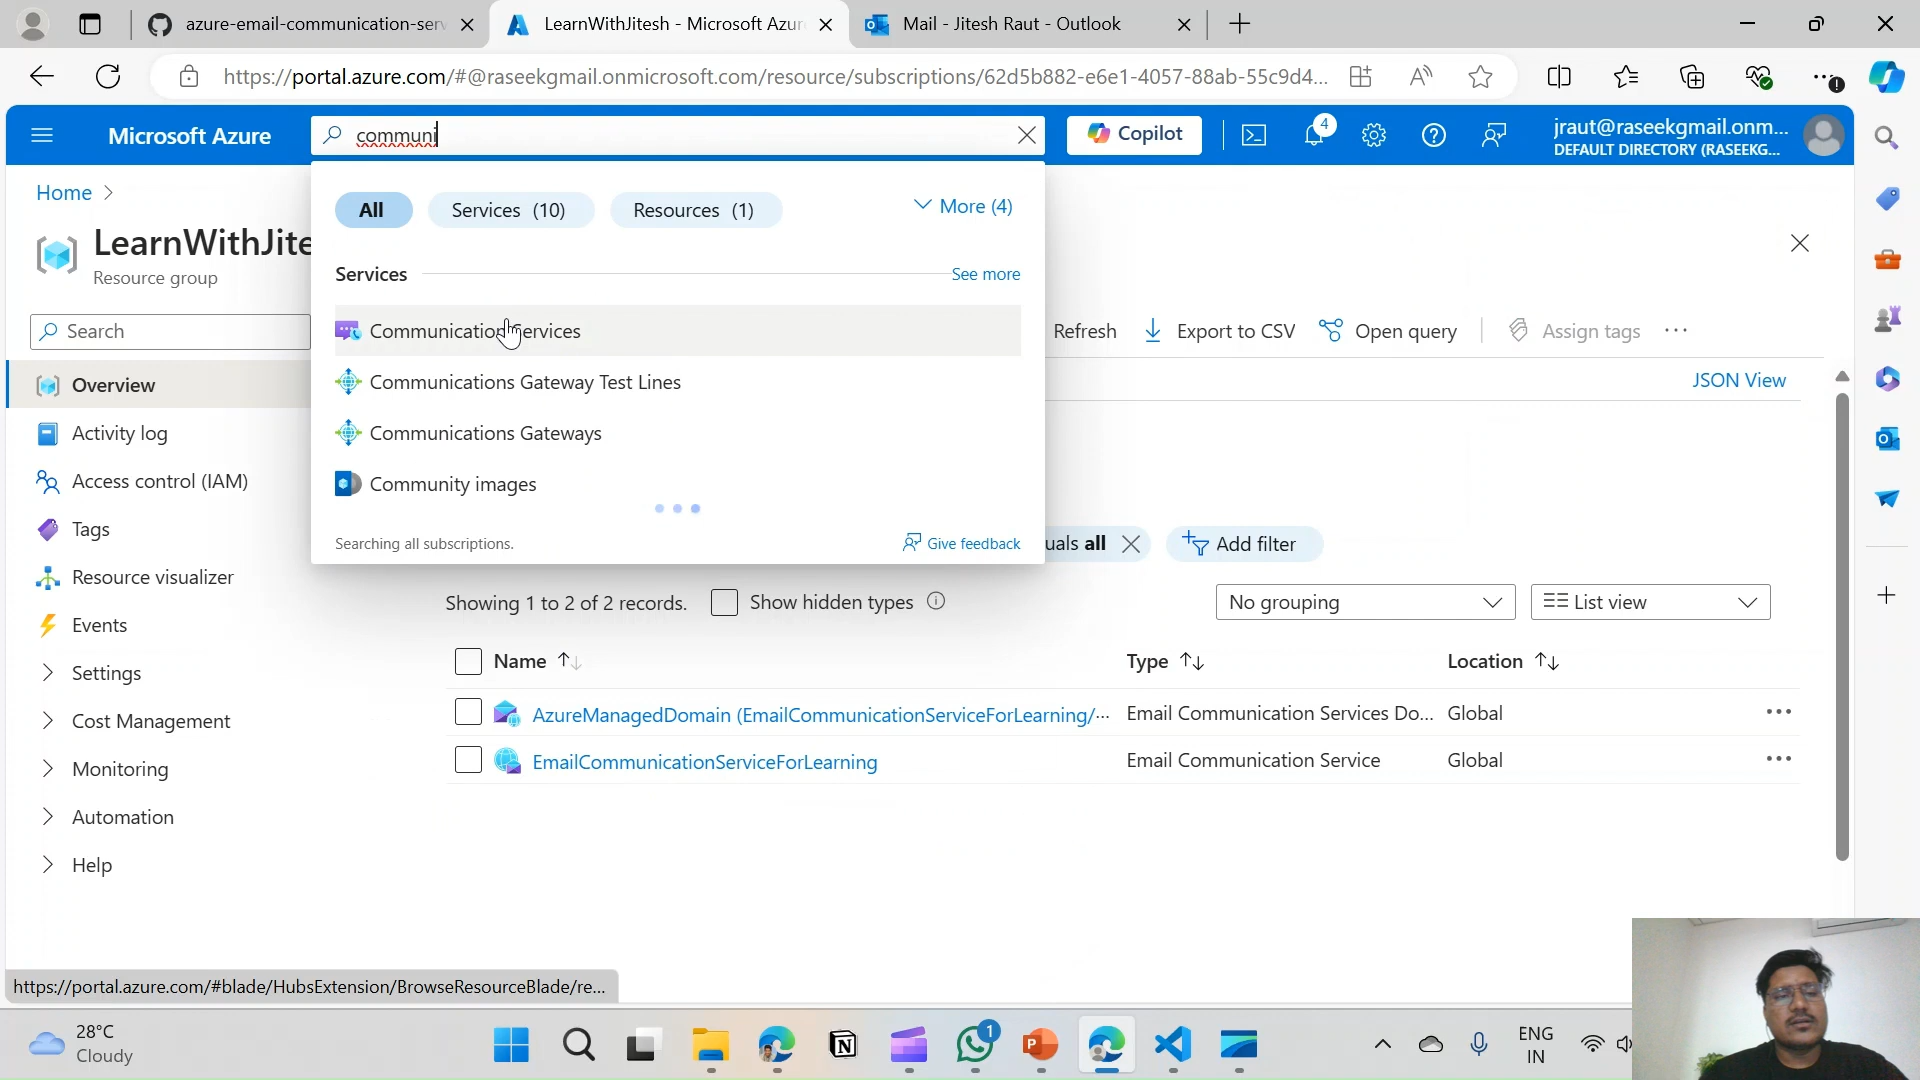 azure-email-communication-serv
LearnWithJitesh - Microsoft Azur
Mail - Jitesh Raut - Outlook
https://portal.azure.com/#@raseekgmail.onmicrosoft.com/resource/subscriptions/62d5b882-e6e1-4057-88ab-55c9d4...
Microsoft Azure
communi
Copilot
4
jraut@raseekgmail.onm...
DEFAULT DIRECTORY (RASEEKG...
Home
All
Services (10)
Resources (1)
More (4)
LearnWithJite
Resource group
Services
See more
Search
Communication Services
Refresh
Export to CSV
Open query
Assign tags
Overview
Communications Gateway Test Lines
JSON View
Activity log
Communications Gateways
Access control (IAM)
Community images
Tags
Searching all subscriptions.
Give feedback
uals all
Add filter
Resource visualizer
Showing 1 to 2 of 2 records.
Show hidden types
No grouping
List view
Events
Name
Type
Location
Settings
AzureManagedDomain (EmailCommunicationServiceForLearning/...
Email Communication Services Do...
Global
Cost Management
EmailCommunicationServiceForLearning
Email Communication Service
Global
Monitoring
Automation
Help
https://portal.azure.com/#blade/HubsExtension/BrowseResourceBlade/re...
28°C
Cloudy
1
ENG
IN